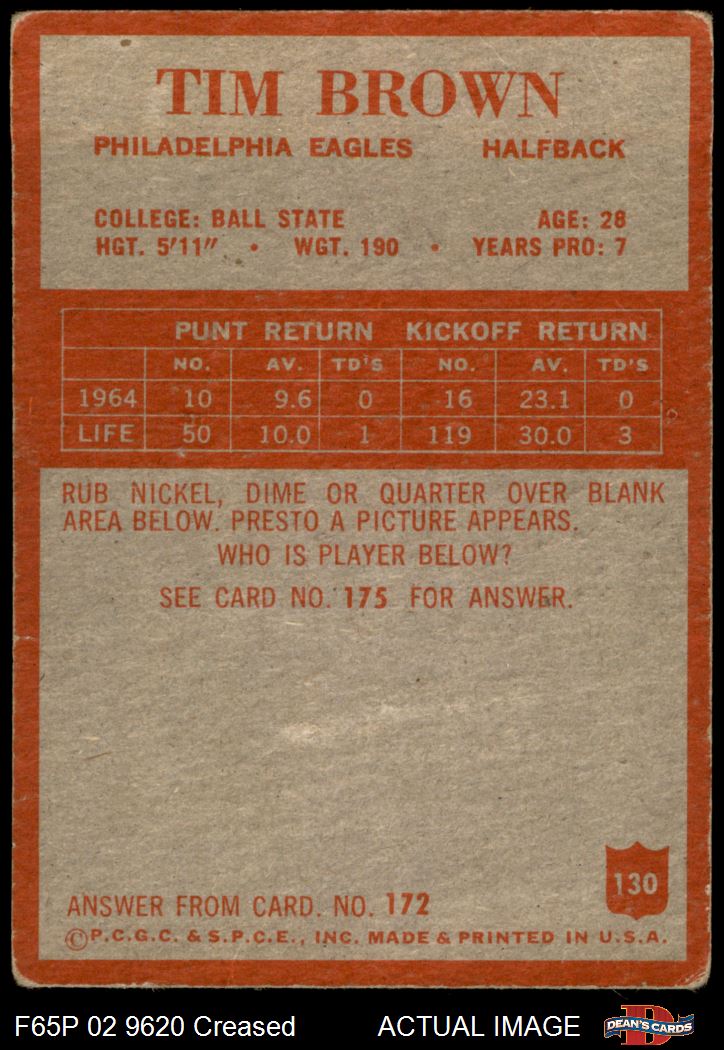 TIM BROWN
PHILADELPHIA EAGLES HALFBACK
COLLEGE: BALL STATE AGE: 28
HGT. 5'11" • WGT. 190 • YEARS PRO: 7
PUNT RETURN KICKOFF RETURN
NO. AV. TD'S NO. AV. TD'S
1964 10 9.6 0 16 23.1 0
LIFE 50 10.0 1 119 30.0 3
RUB NICKEL, DIME OR QUARTER OVER BLANK
AREA BELOW. PRESTO A PICTURE APPEARS.
WHO IS PLAYER BELOW?
SEE CARD NO. 175 FOR ANSWER.
130
ANSWER FROM CARD. NO. 172
©P.C.G.C. & S.P.C.E., INC. MADE & PRINTED IN U.S.A.
F65P 02 9620 Creased ACTUAL IMAGE DEAN'S CARDS